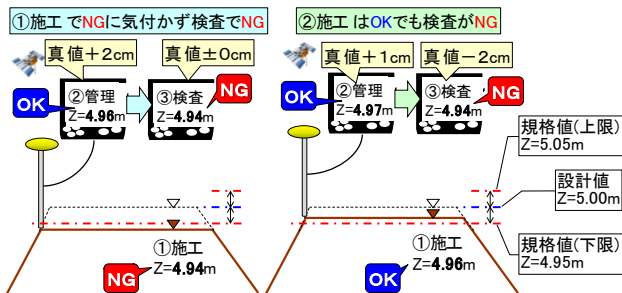 ①施工 でNGに気付かず検査でNG
真値＋2cm
真値±0cm
OK
②管理
Z=4.96m
③検査
Z=4.94m
NG
①施工
NG
Z=4.94m
②施工 はOKでも検査がNG
真値＋1cm
真値－2cm
OK
②管理
Z=4.97m
③検査
Z=4.94m
NG
①施工
OK
Z=4.96m
規格値(上限)
Z=5.05m
設計値
Z=5.00m
規格値(下限)
Z=4.95m